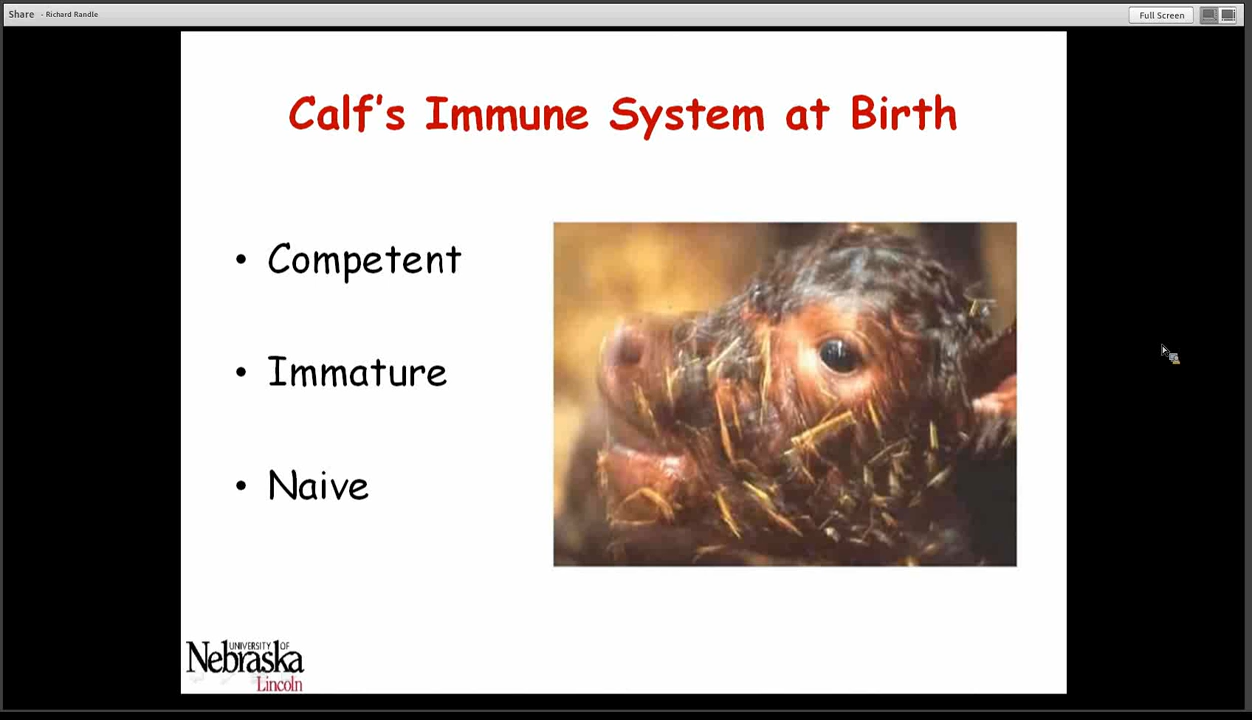 Share - Richard Randle
Full Screen
Calf's Immune System at Birth
• Competent
• Immature
• Naive
UNIVERSITY OF
Nebraska
Lincoln